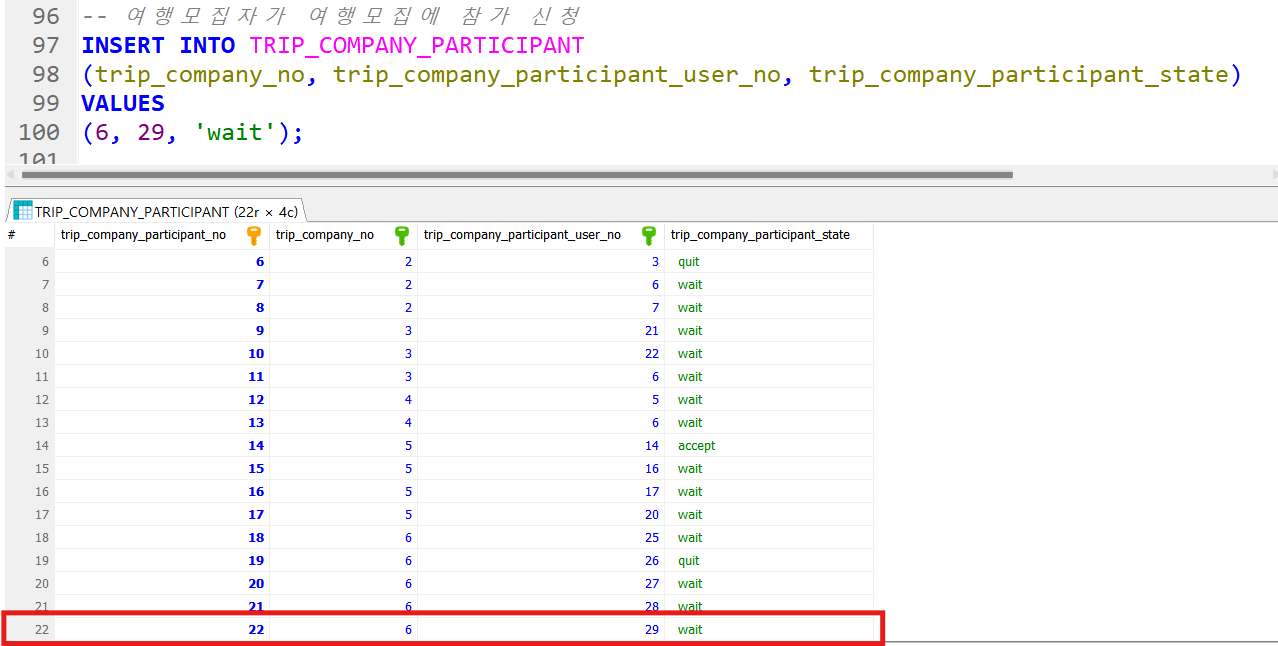 96 -- 여행모집자가 여행모집에 참가 신청
97 INSERT INTO TRIP_COMPANY_PARTICIPANT
98 (trip_company_no, trip_company_participant_user_no, trip_company_participant_state)
99 VALUES
100 (6, 29, 'wait');
101
TRIP_COMPANY_PARTICIPANT (22r × 4c)
# trip_company_participant_no trip_company_no trip_company_participant_user_no trip_company_participant_state
6 6 2 3 quit
7 7 2 6 wait
8 8 2 7 wait
9 9 3 21 wait
10 10 3 22 wait
11 11 3 6 wait
12 12 4 5 wait
13 13 4 6 wait
14 14 5 14 accept
15 15 5 16 wait
16 16 5 17 wait
17 17 5 20 wait
18 18 6 25 wait
19 19 6 26 quit
20 20 6 27 wait
21 21 6 28 wait
22 22 6 29 wait